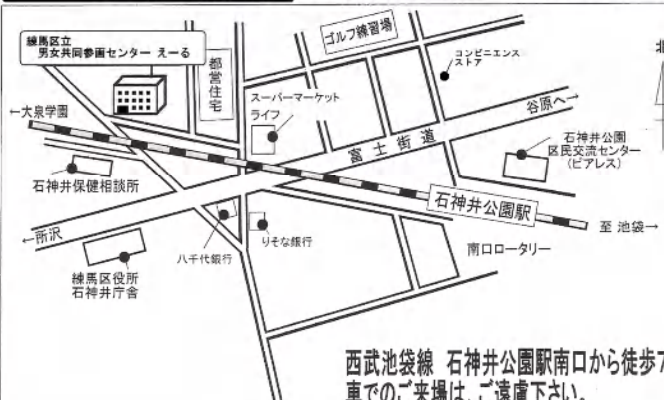 練馬区立
男女共同参画センター えーる
都営住宅
ゴルフ練習場
コンビニエンス
ストア
北
←大泉学園
スーパーマーケット
ライフ
谷原へ→
富士街道
石神井公園
区民交流センター
(ピアレス)
石神井保健相談所
石神井公園駅
至 池袋→
←所沢
八千代銀行
りそな銀行
南口ロータリー
練馬区役所
石神井庁舎
西武池袋線 石神井公園駅南口から徒歩7
車でのご来場は、ご遠慮下さい。